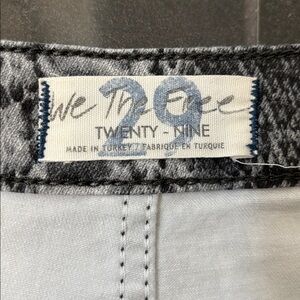 We The Free
29
TWENTY - NINE
MADE IN TURKEY / FABRIQUÉ EN TURQUIE